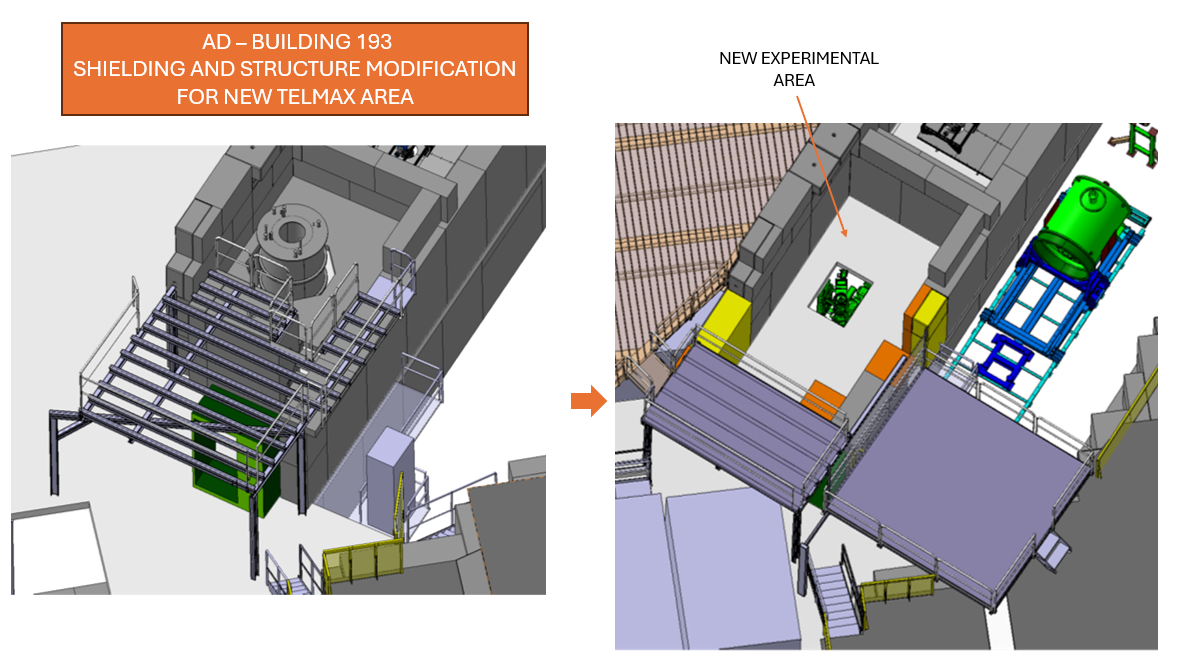 AD – BUILDING 193
SHIELDING AND STRUCTURE MODIFICATION
FOR NEW TELMAX AREA
NEW EXPERIMENTAL
AREA